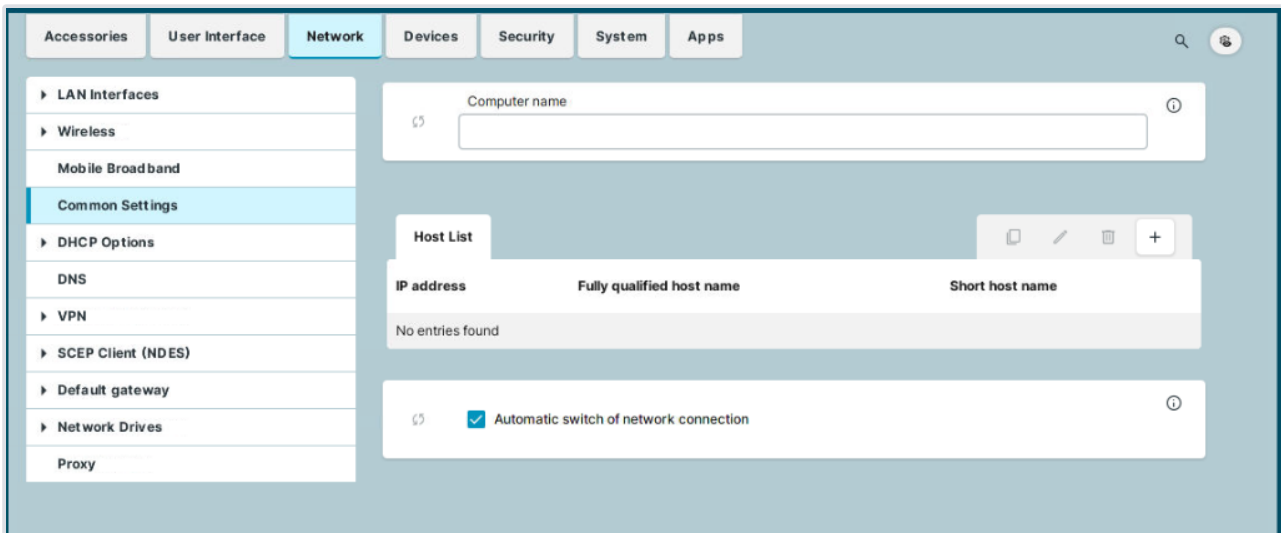 Accessories User Interface Network Devices Security System Apps
LAN Interfaces
Wireless
Mobile Broadband
Common Settings
DHCP Options
DNS
VPN
SCEP Client (NDES)
Default gateway
Network Drives
Proxy
Computer name
Host List
IP address Fully qualified host name Short host name
No entries found
Automatic switch of network connection